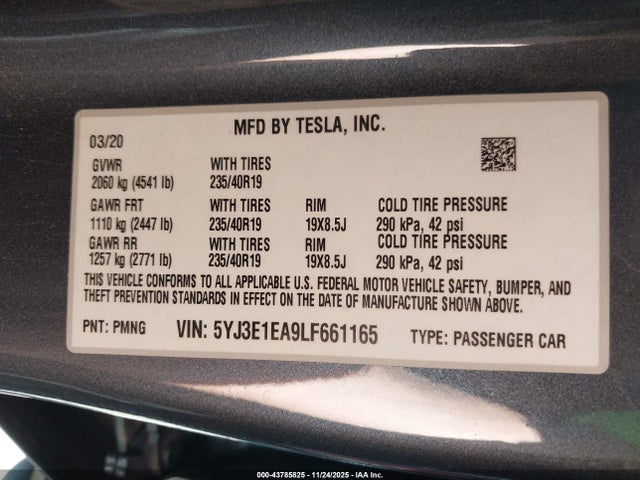 MFD BY TESLA, INC.
03/20
GVWR WITH TIRES
2060 kg (4541 lb) 235/40R19
GAWR FRT WITH TIRES RIM COLD TIRE PRESSURE
1110 kg (2447 lb) 235/40R19 19X8.5J 290 kPa, 42 psi
GAWR RR WITH TIRES RIM COLD TIRE PRESSURE
1257 kg (2771 lb) 235/40R19 19X8.5J 290 kPa, 42 psi
THIS VEHICLE CONFORMS TO ALL APPLICABLE U.S. FEDERAL MOTOR VEHICLE SAFETY, BUMPER, AND
THEFT PREVENTION STANDARDS IN EFFECT ON THE DATE OF MANUFACTURE SHOWN ABOVE.
PNT: PMNG VIN: 5YJ3E1EA9LF661165 TYPE: PASSENGER CAR
000-43785825 - 11/24/2025 - IAA Inc.